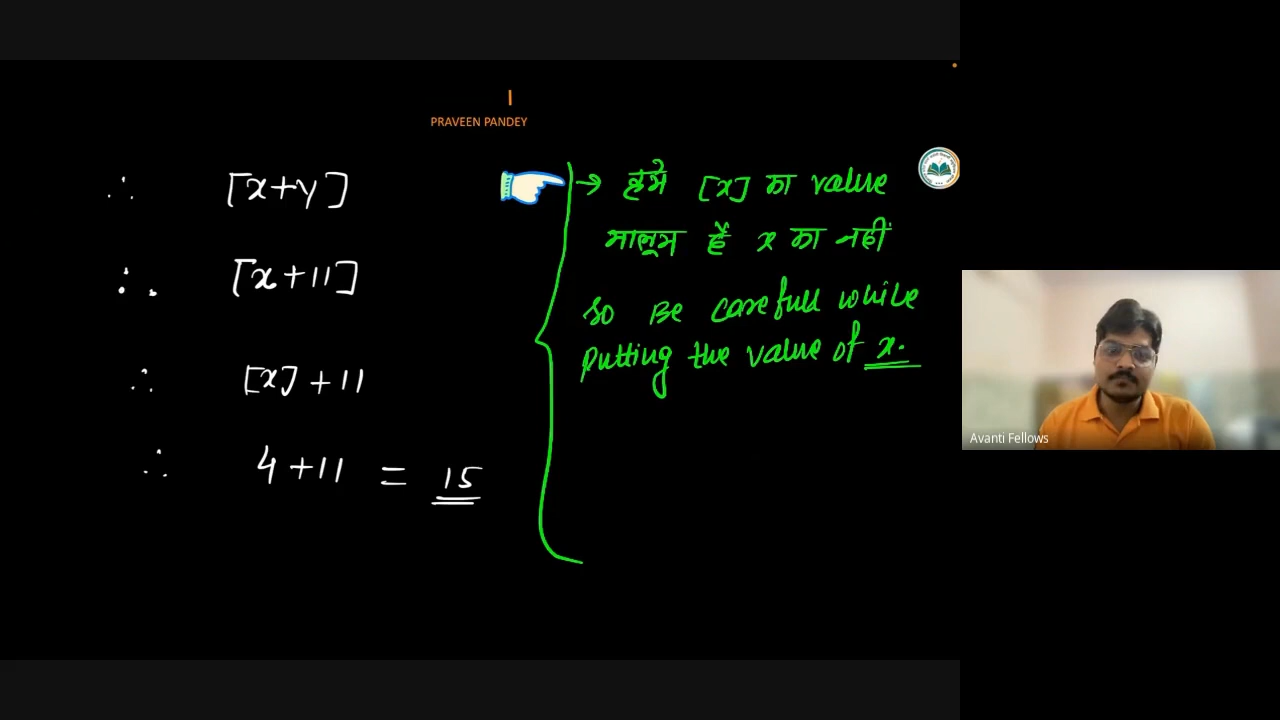 PRAVEEN PANDEY
∴ [x+y]
∴ [x+11]
∴ [x] + 11
∴ 4+11 = 15
→ हमे [x] का value
मालूम हैं x का नहीं
So Be carefull while
putting the value of x.
Avanti Fellows